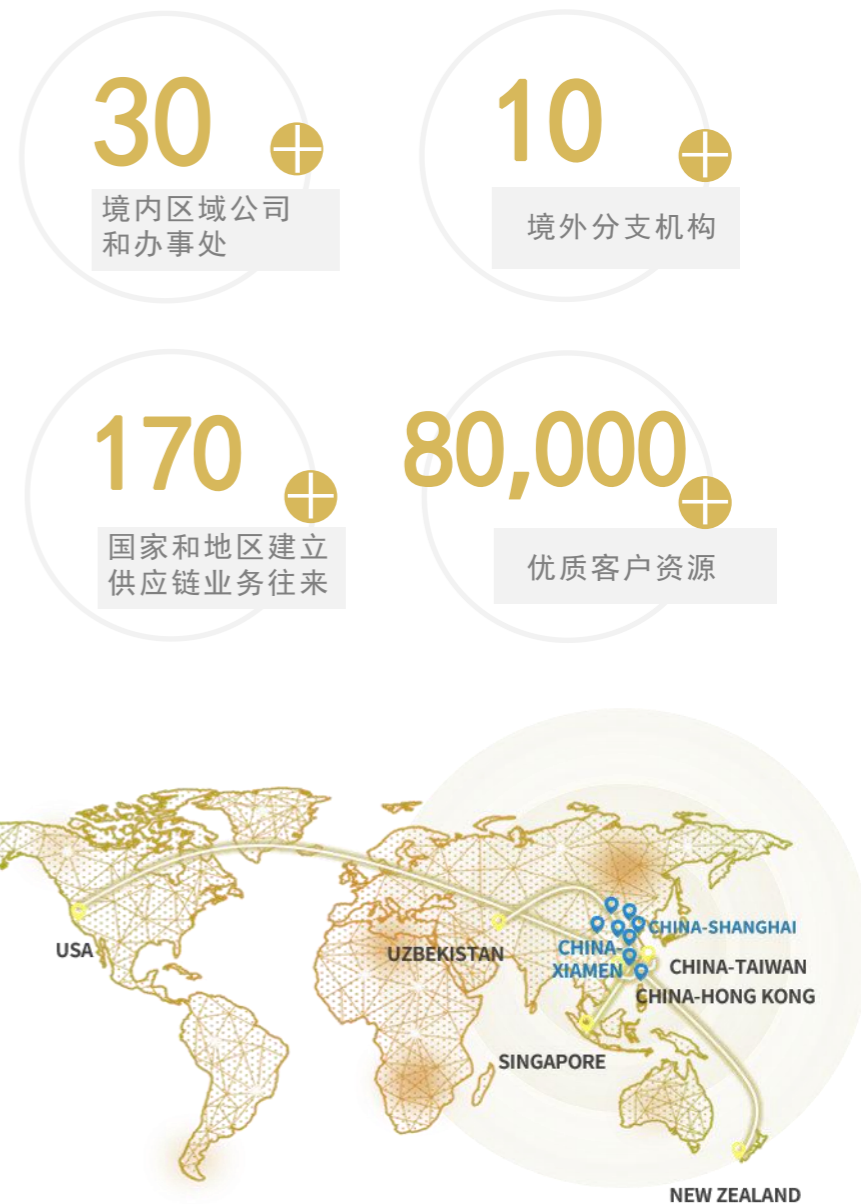 30+
境内区域公司
和办事处
10+
境外分支机构
170+
国家和地区建立
供应链业务往来
80,000+
优质客户资源
USA
UZBEKISTAN
CHINA-SHANGHAI
CHINA-
XIAMEN
CHINA-TAIWAN
CHINA-HONG KONG
SINGAPORE
NEW ZEALAND